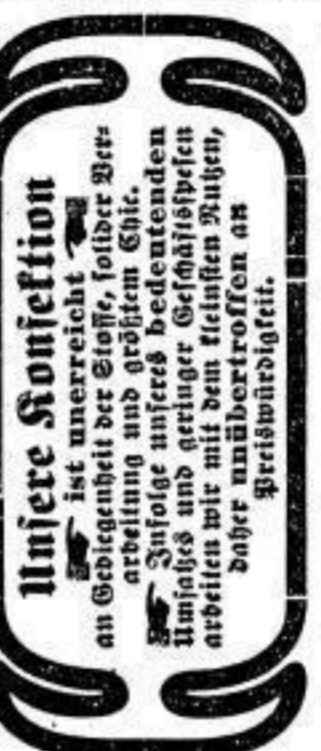 Unsere Konfektion
ist unerreicht
an Gediegenheit der Stoffe, solider Ver-
arbeitung und größtem Chic.
Infolge unseres bedeutenden
Umsatzes und geringer Geschäftsspesen
arbeiten wir mit dem kleinsten Nutzen,
daher unübertroffen an
Preiswürdigkeit.